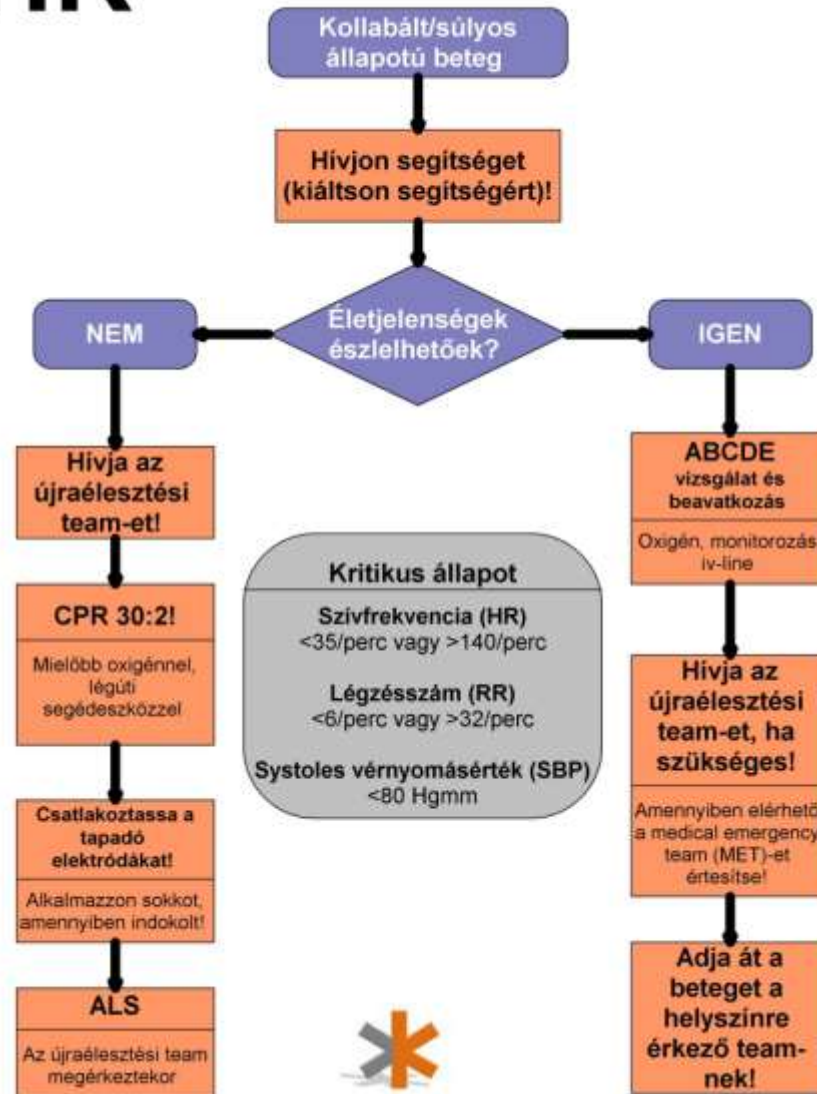 Kollabált/súlyos
állapotú beteg
Hívjon segítséget
(kiáltson segítségért)!
Életjelenségek
észlelhetőek?
NEM
IGEN
Hívja az
újraélesztési
team-et!
CPR 30:2!
Mielőbb oxigénnel,
légúti
segédeszközzel
Csatlakoztassa a
tapadó
elektródákat!
Alkalmazzon sokkot,
amennyiben indokolt!
ALS
Az újraélesztési team
megérkeztekor
Kritikus állapot
Szívfrekvencia (HR)
<35/perc vagy >140/perc
Légzésszám (RR)
<6/perc vagy >32/perc
Systoles vérnyomásérték (SBP)
<80 Hgmm
ABCDE
vizsgálat és
beavatkozás
Oxigén, monitorozás
iv-line
Hívja az
újraélesztési
team-et, ha
szükséges!
Amennyiben elérhető
a medical emergency
team (MET)-et
értesítse!
Adja át a
beteget a
helyszínre
érkező team-
nek!